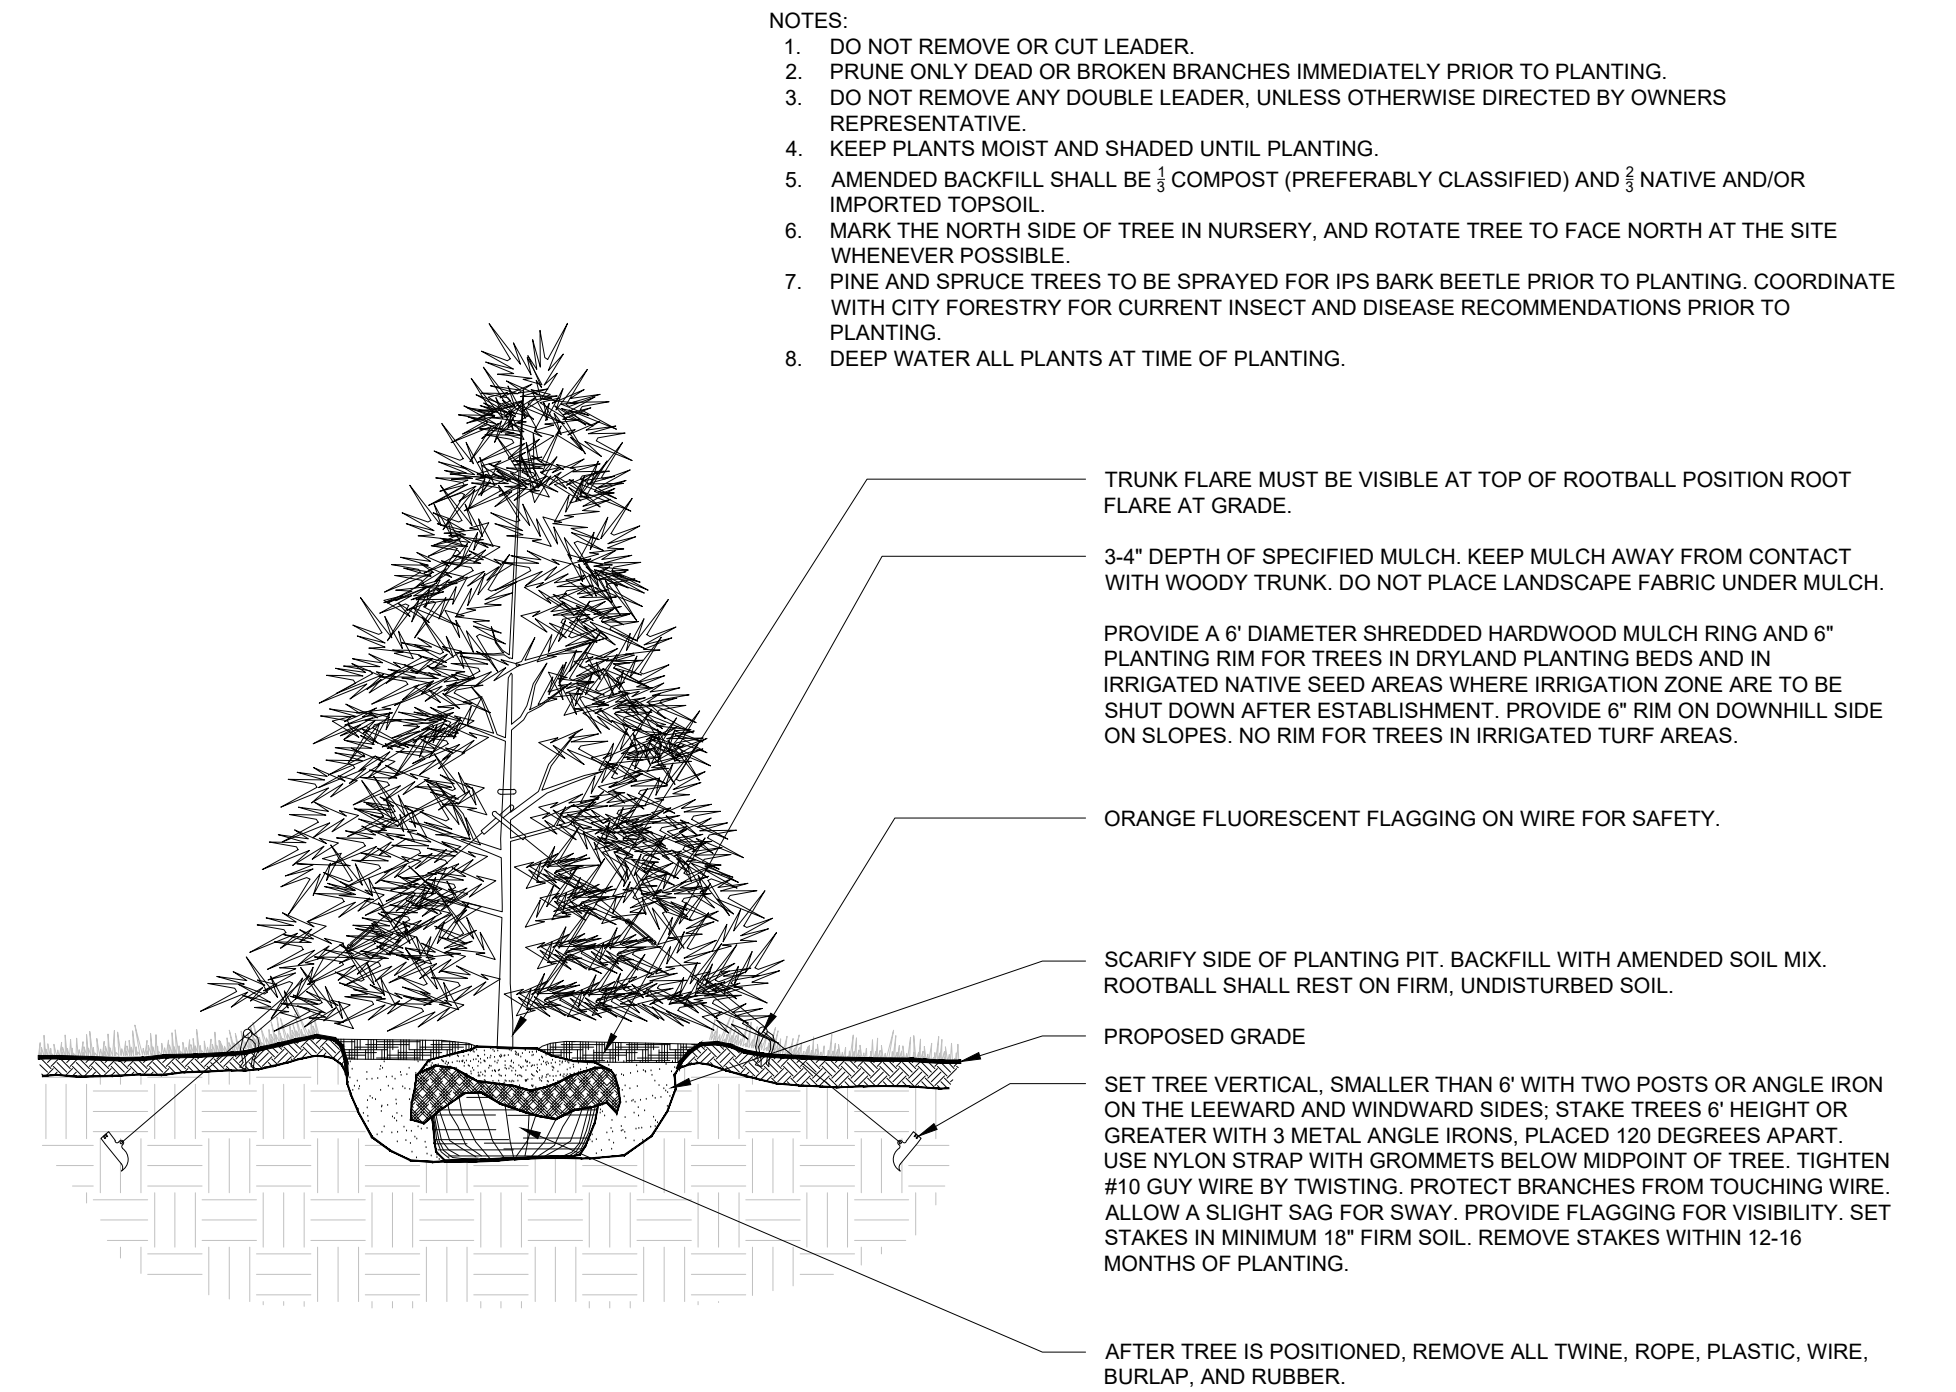 NOTES:
1. DO NOT REMOVE OR CUT LEADER.
2. PRUNE ONLY DEAD OR BROKEN BRANCHES IMMEDIATELY PRIOR TO PLANTING.
3. DO NOT REMOVE ANY DOUBLE LEADER, UNLESS OTHERWISE DIRECTED BY OWNERS
REPRESENTATIVE.
4. KEEP PLANTS MOIST AND SHADED UNTIL PLANTING.
5. AMENDED BACKFILL SHALL BE 1/3 COMPOST (PREFERABLY CLASSIFIED) AND 2/3 NATIVE AND/OR
IMPORTED TOPSOIL.
6. MARK THE NORTH SIDE OF TREE IN NURSERY, AND ROTATE TREE TO FACE NORTH AT THE SITE
WHENEVER POSSIBLE.
7. PINE AND SPRUCE TREES TO BE SPRAYED FOR IPS BARK BEETLE PRIOR TO PLANTING. COORDINATE
WITH CITY FORESTRY FOR CURRENT INSECT AND DISEASE RECOMMENDATIONS PRIOR TO
PLANTING.
8. DEEP WATER ALL PLANTS AT TIME OF PLANTING.
TRUNK FLARE MUST BE VISIBLE AT TOP OF ROOTBALL POSITION ROOT
FLARE AT GRADE.
3-4" DEPTH OF SPECIFIED MULCH. KEEP MULCH AWAY FROM CONTACT
WITH WOODY TRUNK. DO NOT PLACE LANDSCAPE FABRIC UNDER MULCH.
PROVIDE A 6' DIAMETER SHREDDED HARDWOOD MULCH RING AND 6"
PLANTING RIM FOR TREES IN DRYLAND PLANTING BEDS AND IN
IRRIGATED NATIVE SEED AREAS WHERE IRRIGATION ZONE ARE TO BE
SHUT DOWN AFTER ESTABLISHMENT. PROVIDE 6" RIM ON DOWNHILL SIDE
ON SLOPES. NO RIM FOR TREES IN IRRIGATED TURF AREAS.
ORANGE FLUORESCENT FLAGGING ON WIRE FOR SAFETY.
SCARIFY SIDE OF PLANTING PIT. BACKFILL WITH AMENDED SOIL MIX.
ROOTBALL SHALL REST ON FIRM, UNDISTURBED SOIL.
PROPOSED GRADE
SET TREE VERTICAL, SMALLER THAN 6' WITH TWO POSTS OR ANGLE IRON
ON THE LEEWARD AND WINDWARD SIDES; STAKE TREES 6' HEIGHT OR
GREATER WITH 3 METAL ANGLE IRONS, PLACED 120 DEGREES APART.
USE NYLON STRAP WITH GROMMETS BELOW MIDPOINT OF TREE. TIGHTEN
#10 GUY WIRE BY TWISTING. PROTECT BRANCHES FROM TOUCHING WIRE.
ALLOW A SLIGHT SAG FOR SWAY. PROVIDE FLAGGING FOR VISIBILITY. SET
STAKES IN MINIMUM 18" FIRM SOIL. REMOVE STAKES WITHIN 12-16
MONTHS OF PLANTING.
AFTER TREE IS POSITIONED, REMOVE ALL TWINE, ROPE, PLASTIC, WIRE,
BURLAP, AND RUBBER.